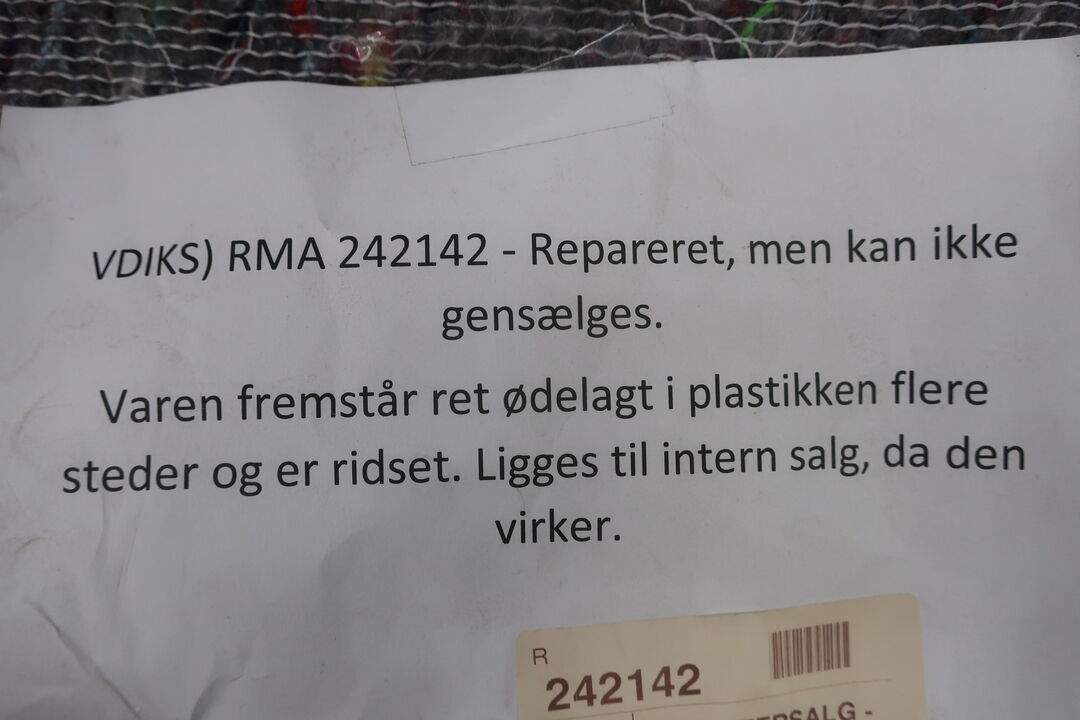 VDIKS) RMA 242142 - Repareret, men kan ikke
gensælges.
Varen fremstår ret ødelagt i plastikken flere
steder og er ridset. Ligges til intern salg, da den
virker.
R
242142